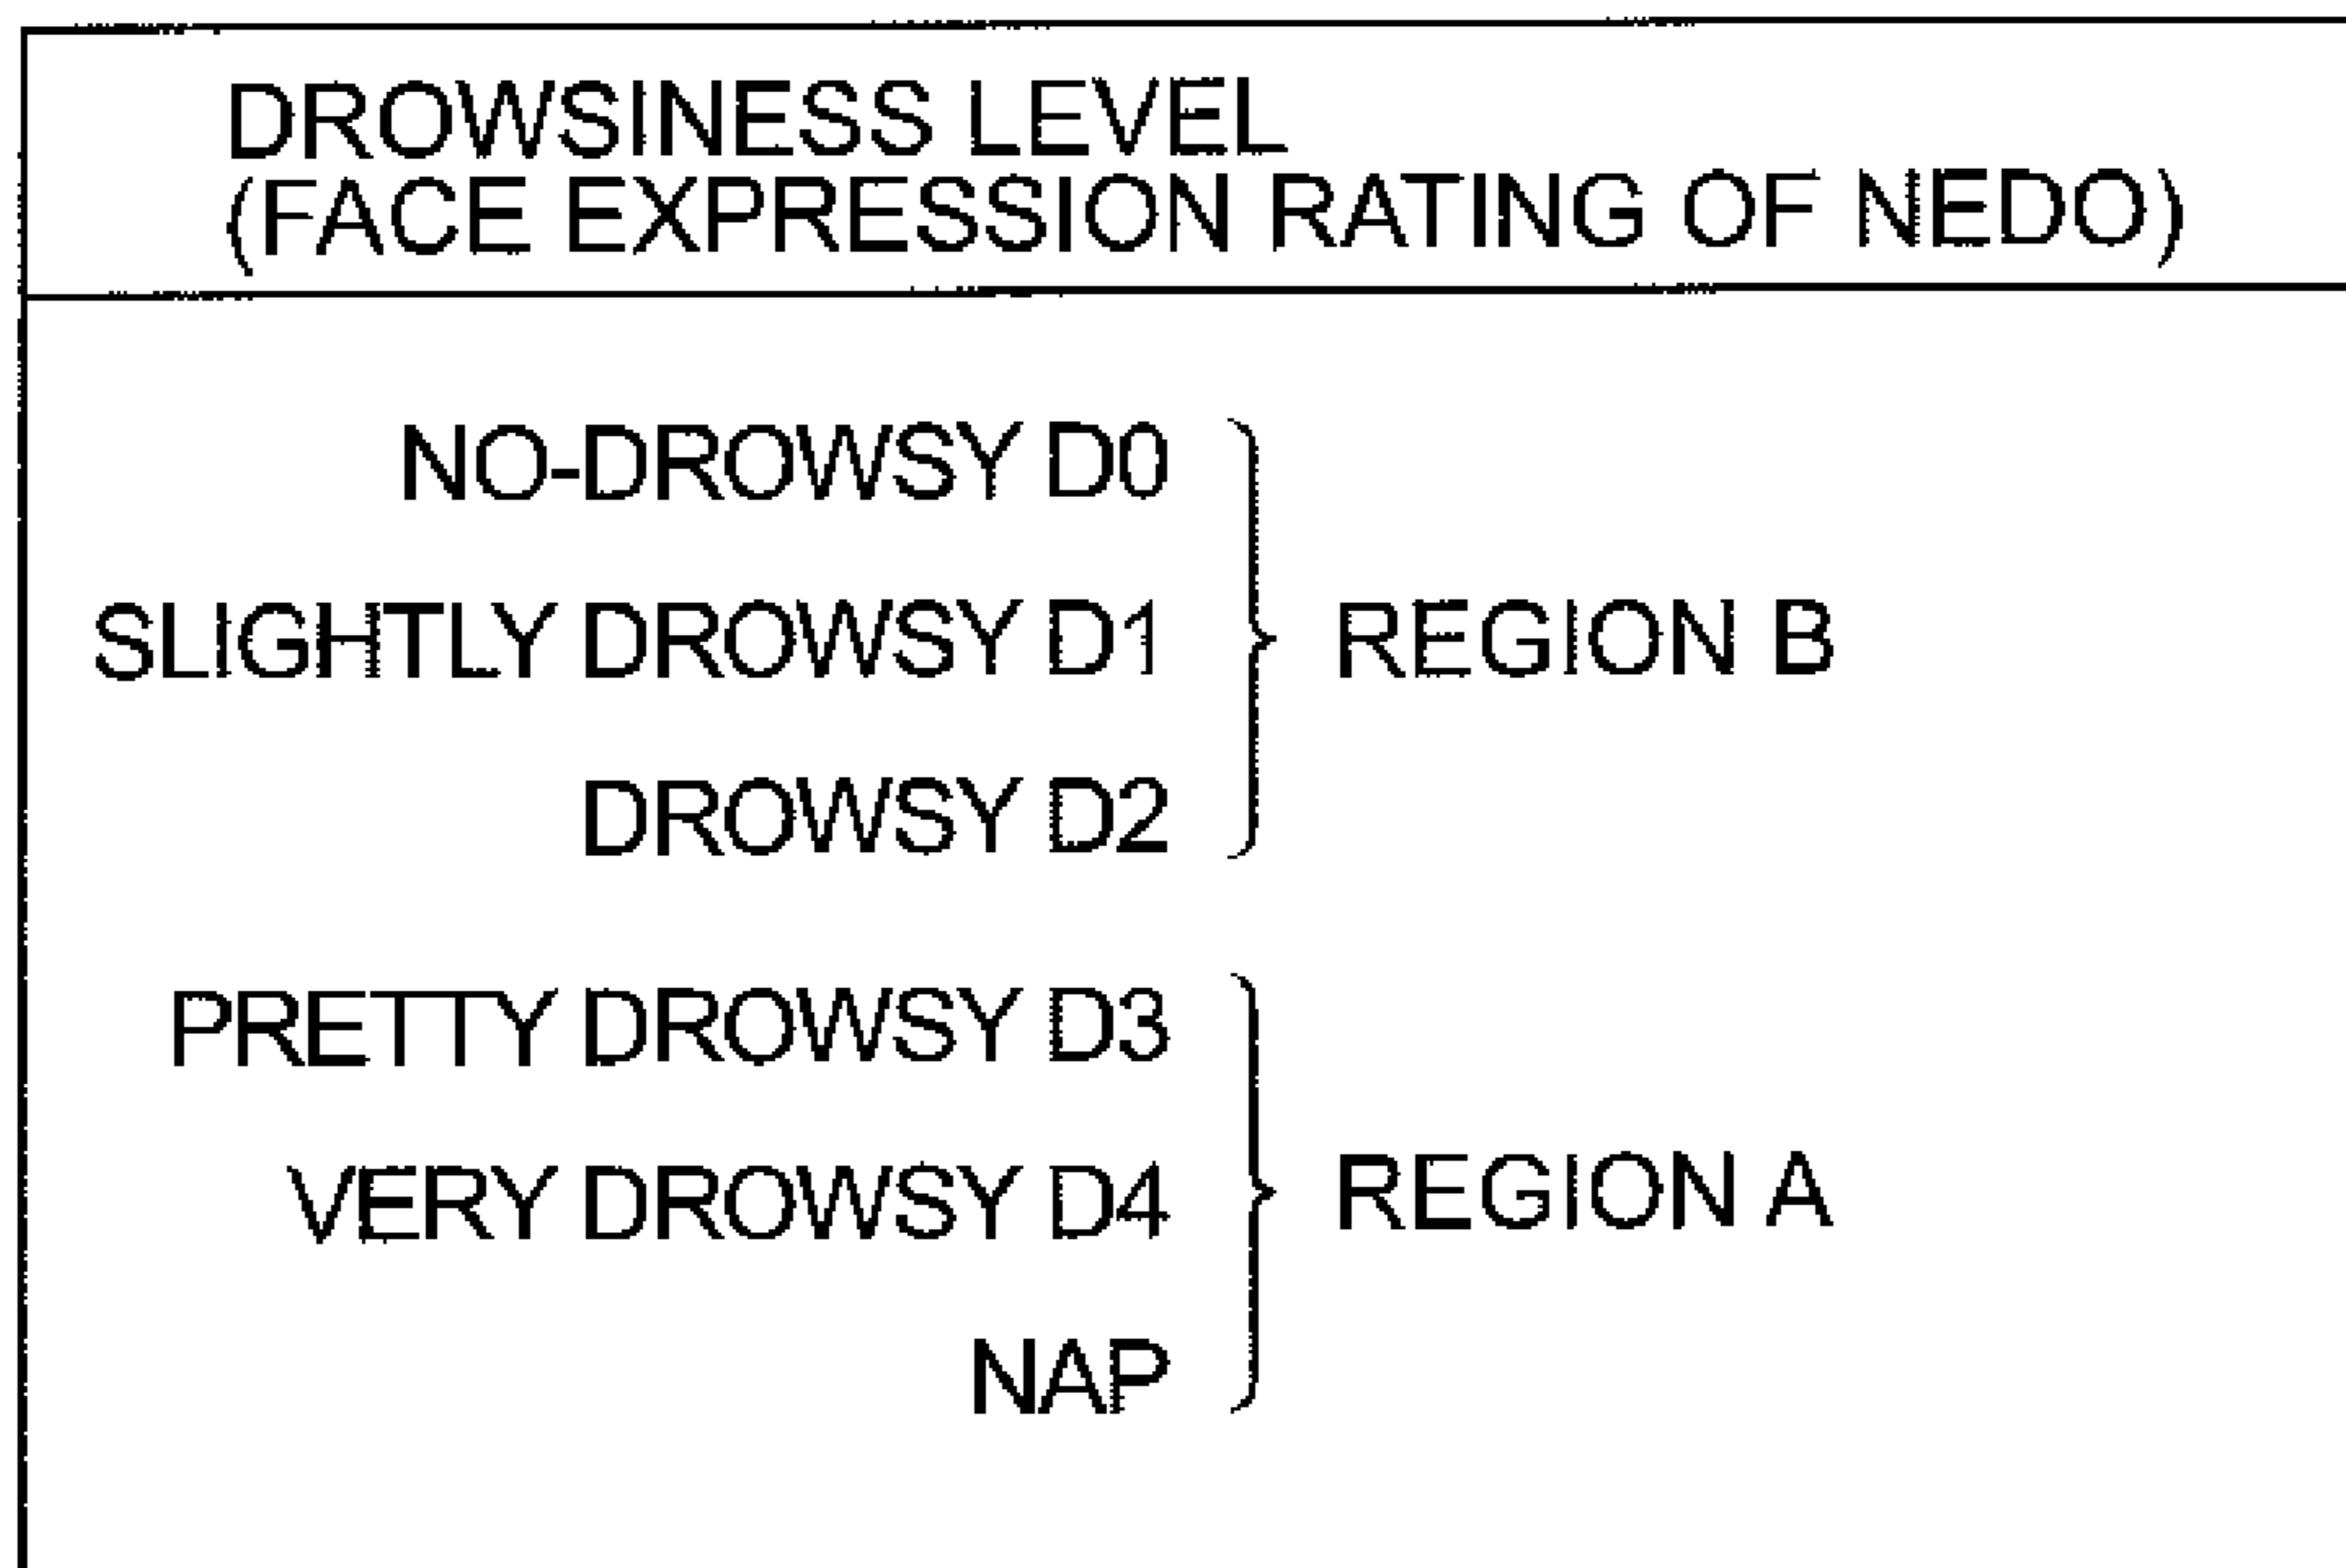 DROWSINESS LEVEL
(FACE EXPRESSION RATING OF NEDO)
NO-DROWSY D0
SLIGHTLY DROWSY D1 REGION B
DROWSY D2
PRETTY DROWSY D3
VERY DROWSY D4 REGION A
NAP